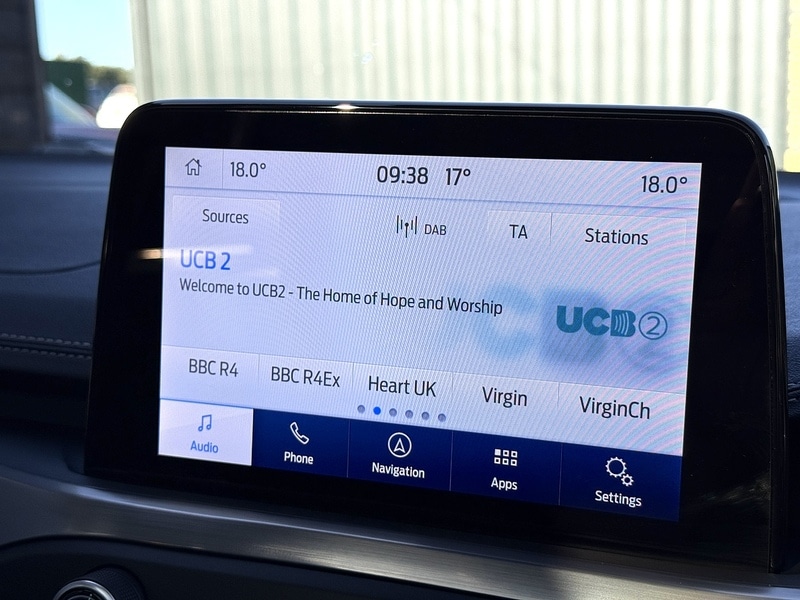 18.0° 09:38 17° 18.0°
Sources DAB TA Stations
UCB 2
Welcome to UCB2 - The Home of Hope and Worship
UCB2
BBC R4 BBC R4Ex Heart UK Virgin VirginCh
Audio Phone Navigation Apps Settings